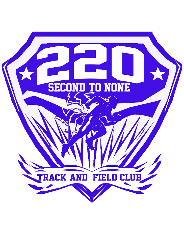 220
SECOND TO NONE
TRACK AND FIELD CLUB